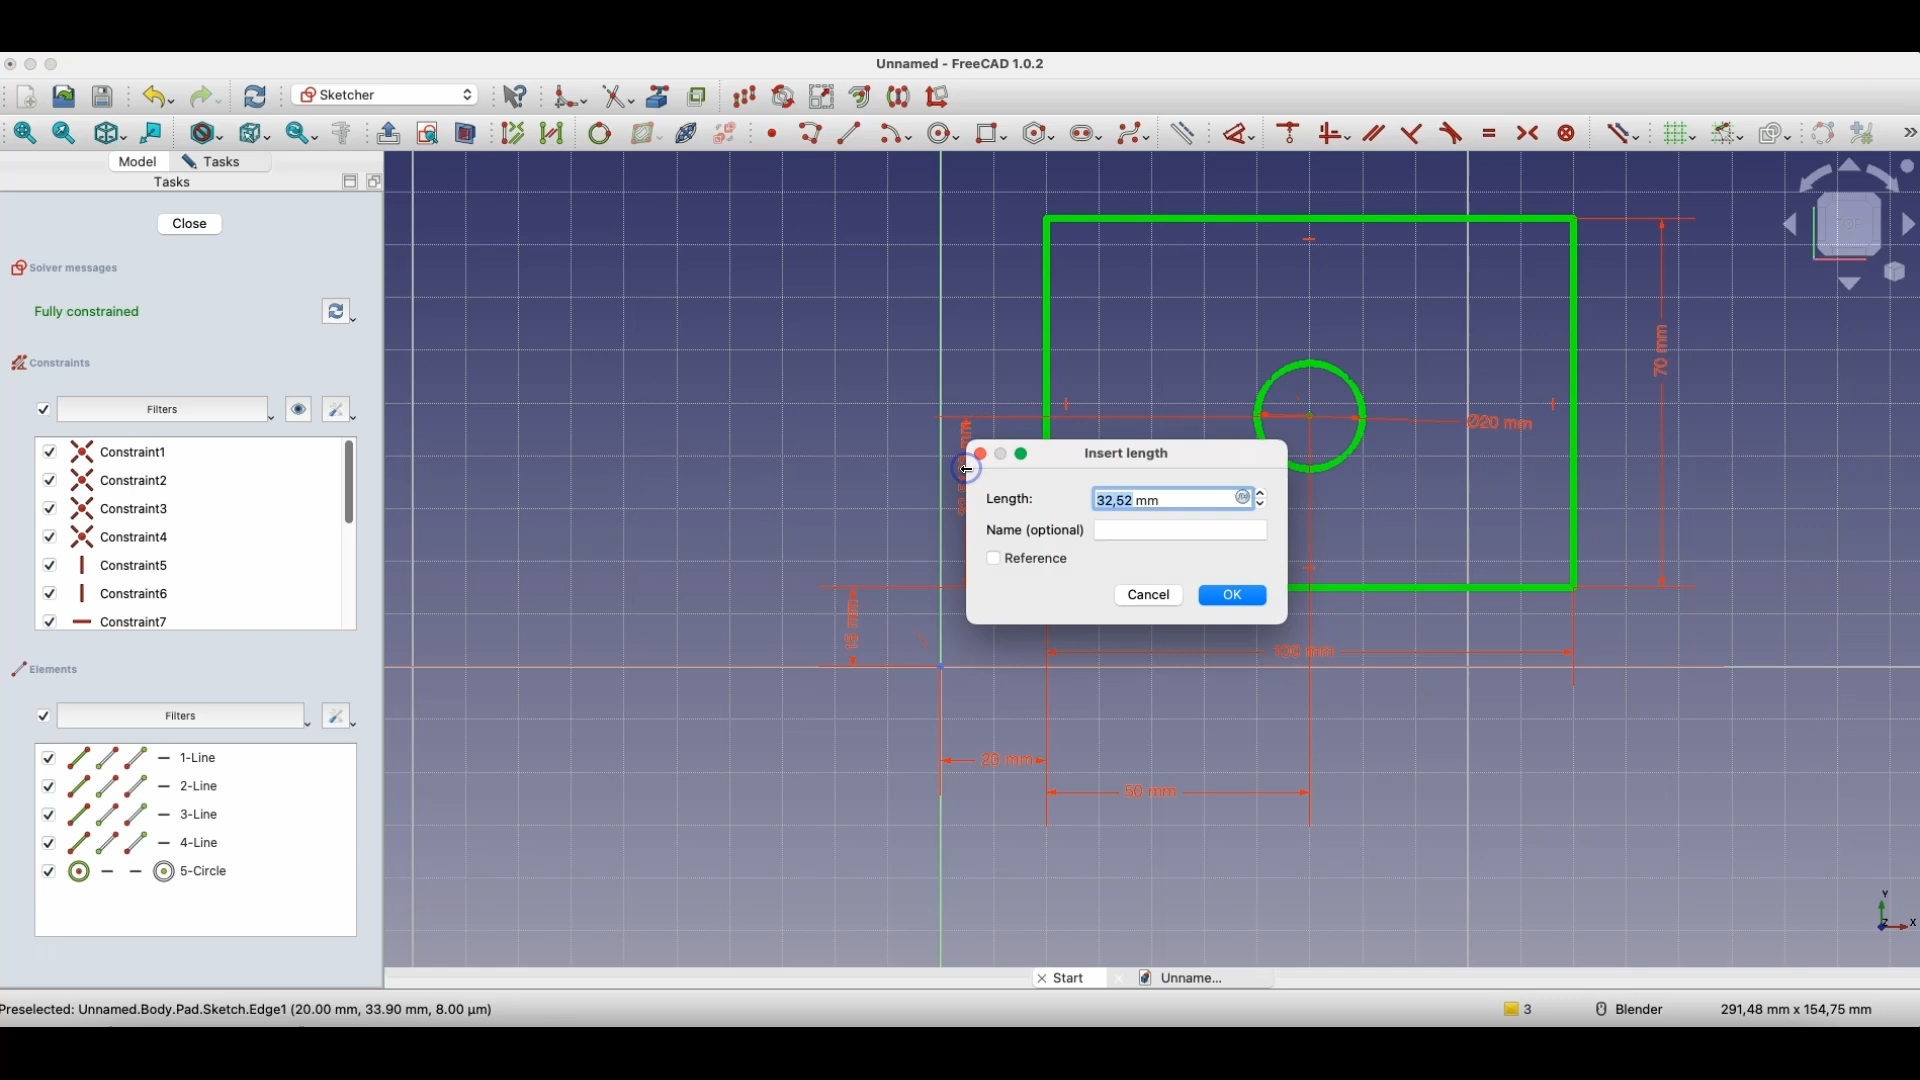 Unnamed - FreeCAD 1.0.2
Sketcher
Model
Tasks
Tasks
Close
Solver messages
Fully constrained
Constraints
Filters
Constraint1
Constraint2
Constraint3
Constraint4
Constraint5
Constraint6
Constraint7
Elements
Filters
1-Line
2-Line
3-Line
4-Line
5-Circle
70 mm
Ø20 mm
Insert length
Length:
32,52 mm
Name (optional)
Reference
Cancel
OK
15 mm
100 mm
20 mm
50 mm
Y
Z
X
Start
Unname...
Preselected: Unnamed.Body.Pad.Sketch.Edge1 (20.00 mm, 33.90 mm, 8.00 µm)
3
Blender
291,48 mm x 154,75 mm